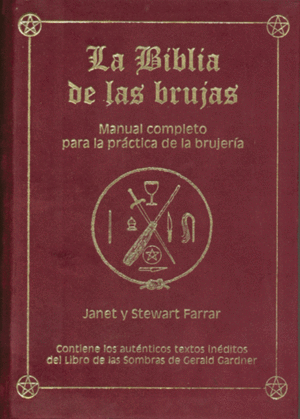 La Biblia
de las brujas
Manual completo
para la práctica de la brujería
Janet y Stewart Farrar
Contiene los auténticos textos inéditos
del Libro de las Sombras de Gerald Gardner